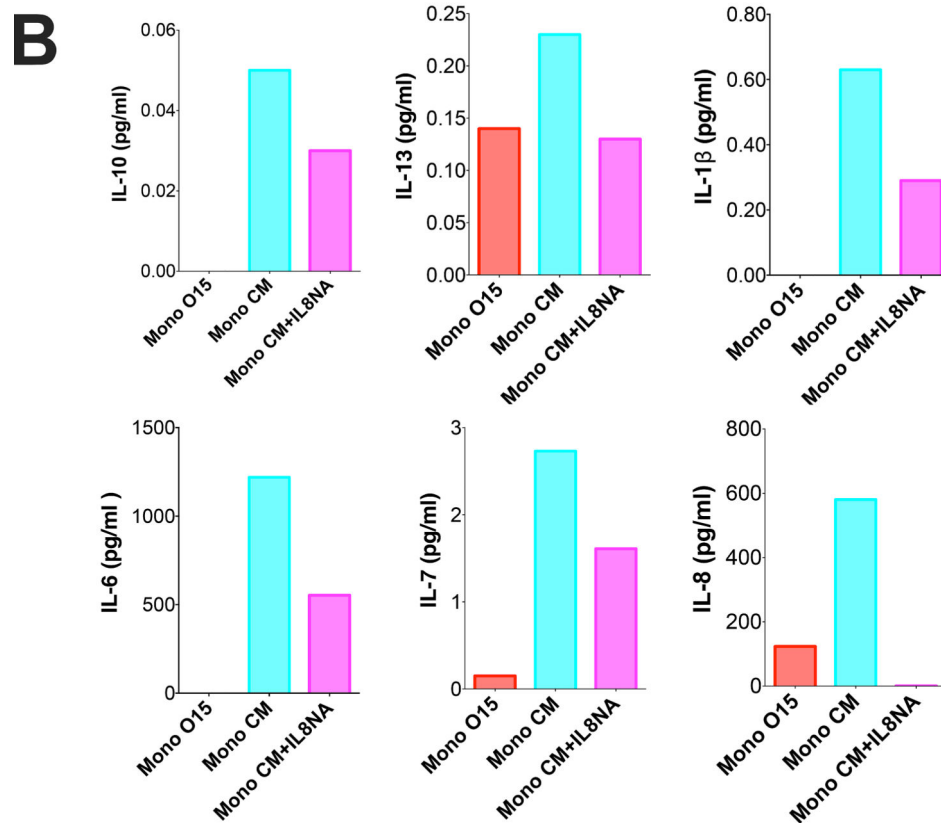 B
IL-10 (pg/ml)
0.06
0.04
0.02
0.00
Mono O15
Mono CM
Mono CM+IL8NA
IL-13 (pg/ml)
0.25
0.20
0.15
0.10
0.05
0.00
Mono O15
Mono CM
Mono CM+IL8NA
IL-1β (pg/ml)
0.80
0.60
0.40
0.20
0.00
Mono O15
Mono CM
Mono CM+IL8NA
IL-6 (pg/ml )
1500
1000
500
0
Mono O15
Mono CM
Mono CM+IL8NA
IL-7 (pg/ml)
3
2
1
0
Mono O15
Mono CM
Mono CM+IL8NA
IL-8 (pg/ml)
800
600
400
200
0
Mono O15
Mono CM
Mono CM+IL8NA